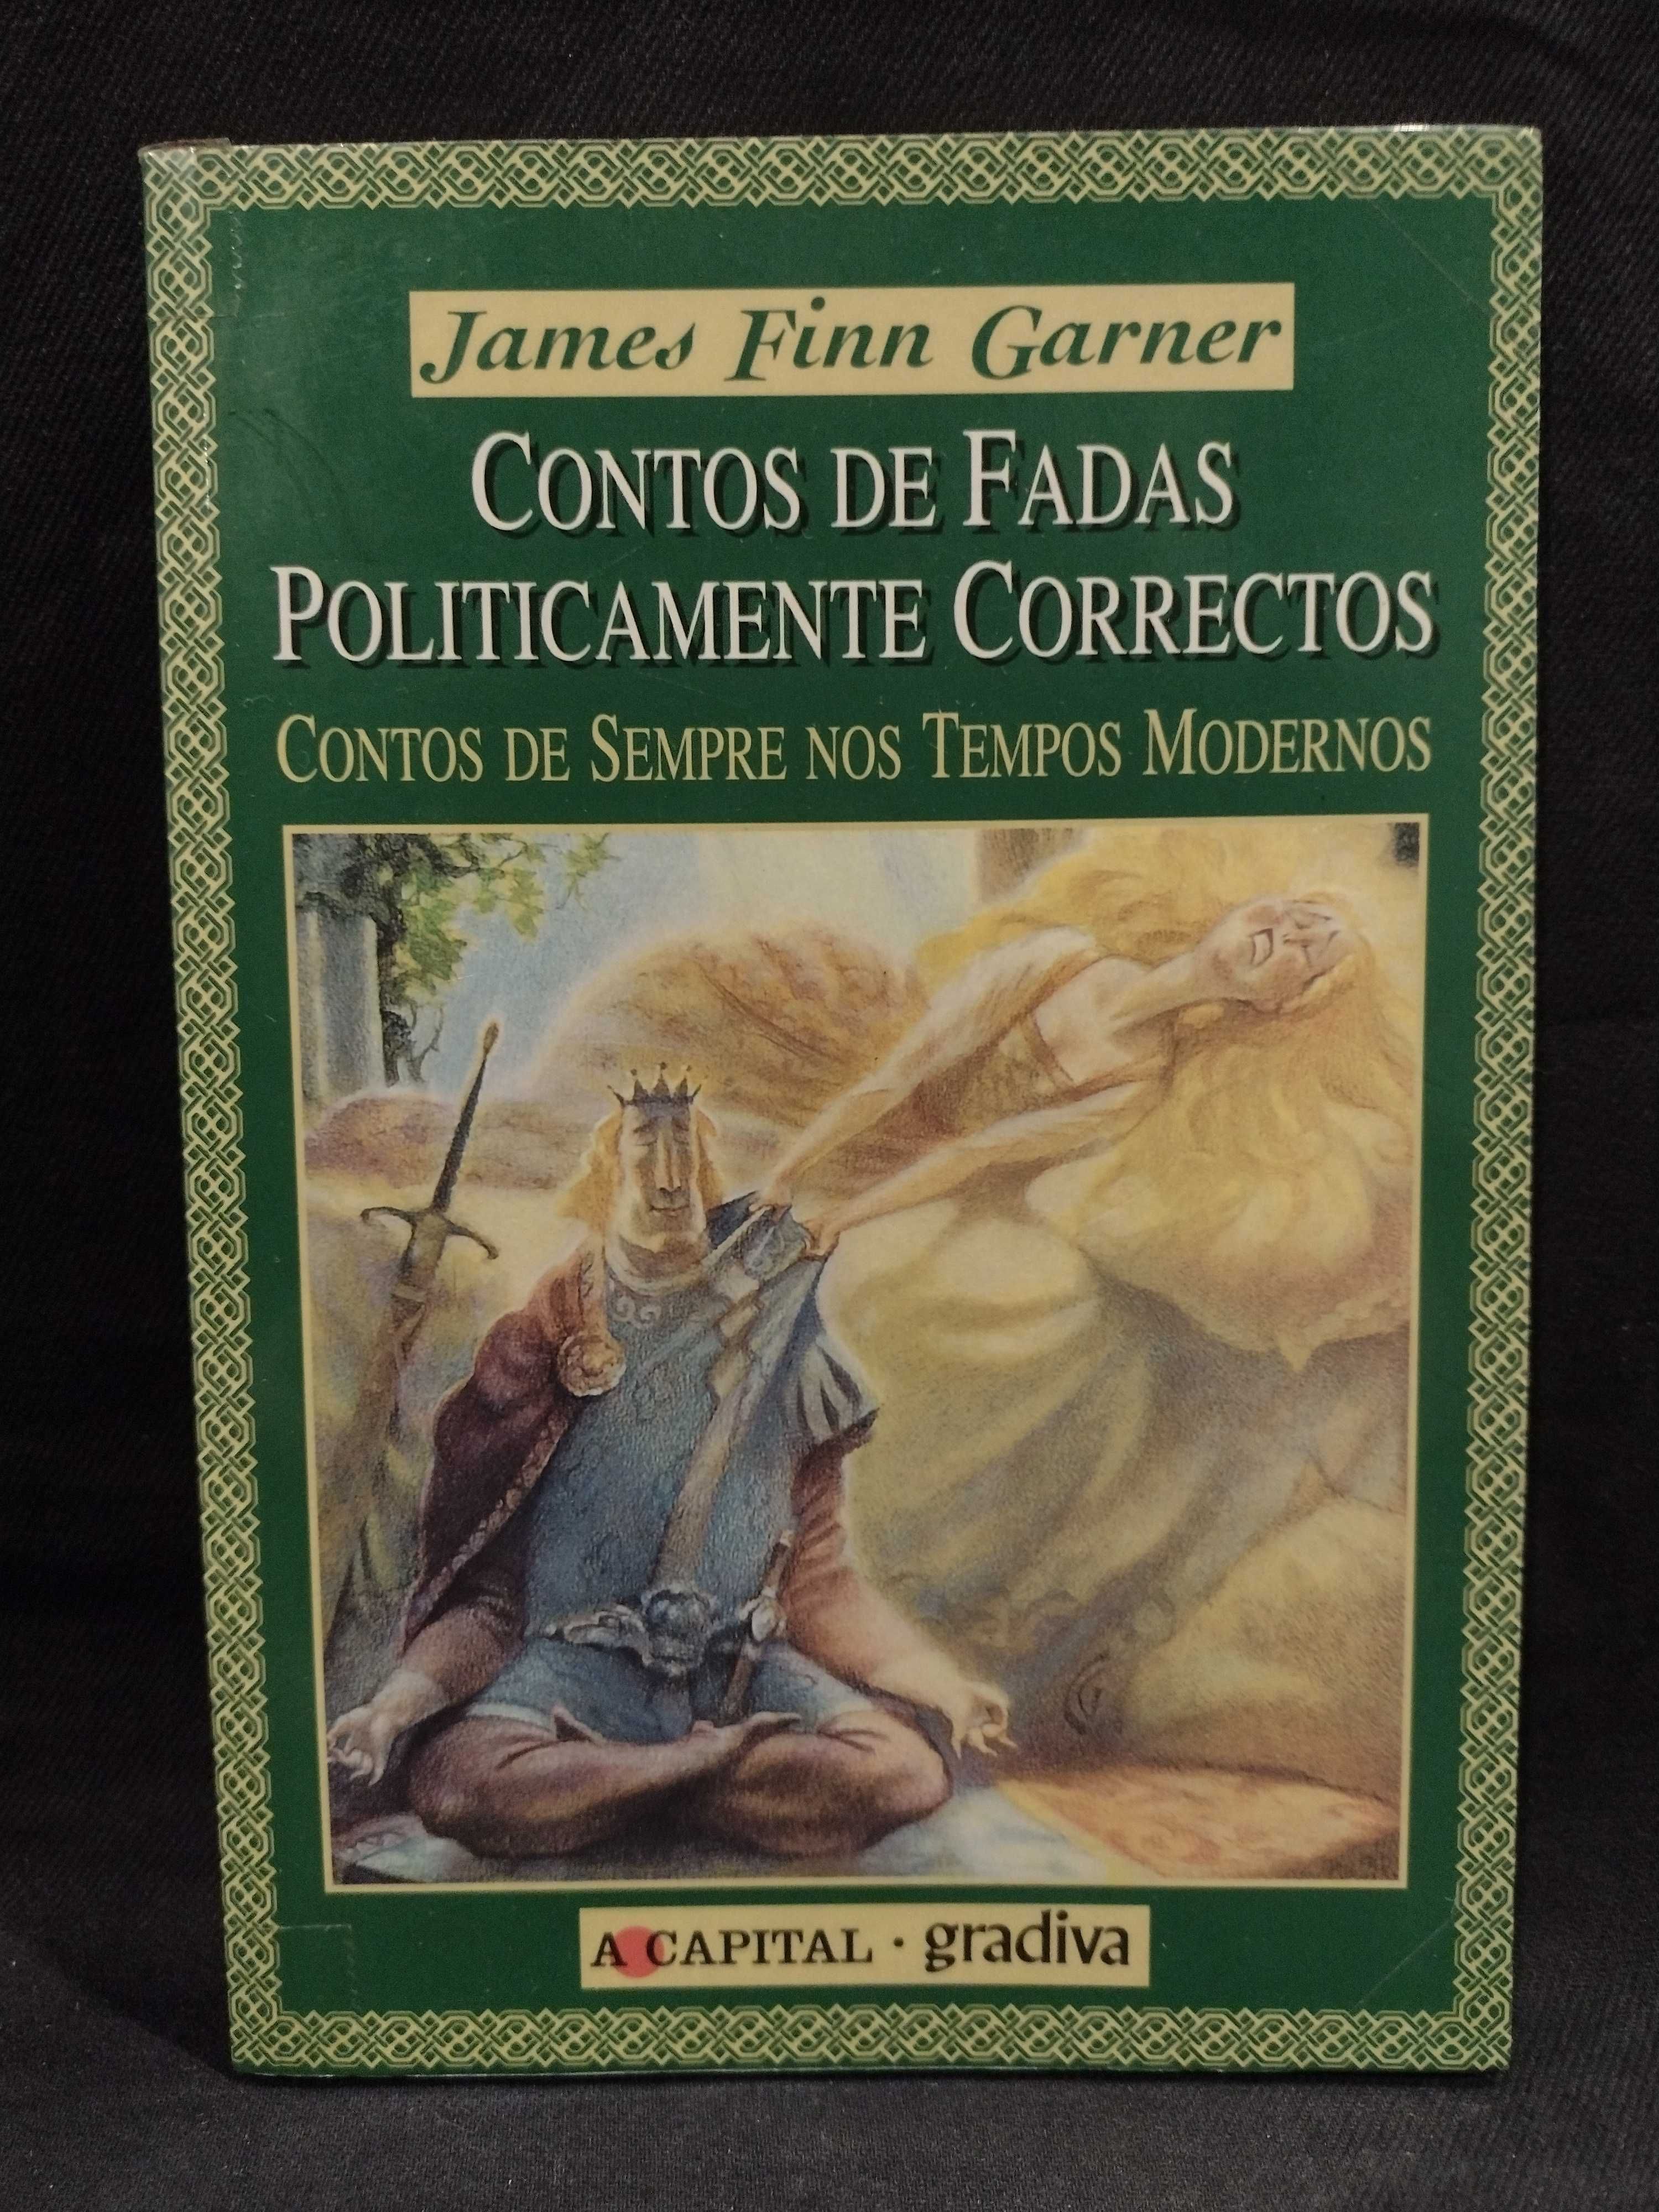 James Finn Garner
CONTOS DE FADAS
POLITICAMENTE CORRECTOS
CONTOS DE SEMPRE NOS TEMPOS MODERNOS
A CAPITAL · gradiva